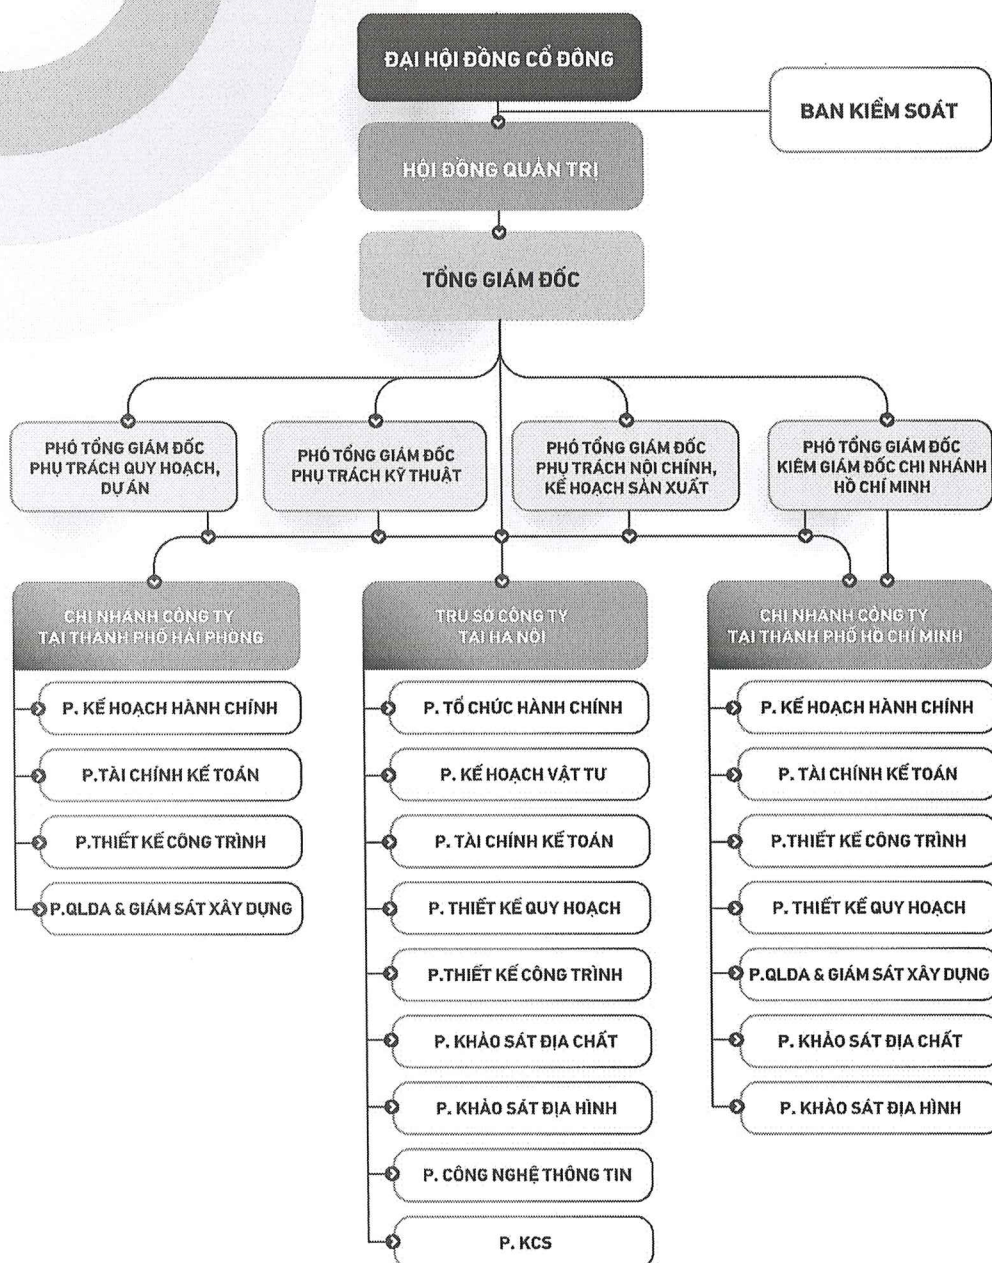 ĐẠI HỘI ĐỒNG CỔ ĐÔNG
BAN KIỂM SOÁT
HỘI ĐỒNG QUẢN TRỊ
TỔNG GIÁM ĐỐC
PHÓ TỔNG GIÁM ĐỐC
PHỤ TRÁCH QUY HOẠCH,
DỰ ÁN
PHÓ TỔNG GIÁM ĐỐC
PHỤ TRÁCH KỸ THUẬT
PHÓ TỔNG GIÁM ĐỐC
PHỤ TRÁCH NỘI CHÍNH,
KẾ HOẠCH SẢN XUẤT
PHÓ TỔNG GIÁM ĐỐC
KIÊM GIÁM ĐỐC CHI NHÁNH
HỒ CHÍ MINH
CHI NHÁNH CÔNG TY
TẠI THÀNH PHỐ HẢI PHÒNG
P. KẾ HOẠCH HÀNH CHÍNH
P.TÀI CHÍNH KẾ TOÁN
P.THIẾT KẾ CÔNG TRÌNH
P.QLDA & GIÁM SÁT XÂY DỰNG
TRỤ SỞ CÔNG TY
TẠI HÀ NỘI
P. TỔ CHỨC HÀNH CHÍNH
P. KẾ HOẠCH VẬT TƯ
P. TÀI CHÍNH KẾ TOÁN
P. THIẾT KẾ QUY HOẠCH
P.THIẾT KẾ CÔNG TRÌNH
P. KHẢO SÁT ĐỊA CHẤT
P. KHẢO SÁT ĐỊA HÌNH
P. CÔNG NGHỆ THÔNG TIN
P. KCS
CHI NHÁNH CÔNG TY
TẠI THÀNH PHỐ HỒ CHÍ MINH
P. KẾ HOẠCH HÀNH CHÍNH
P. TÀI CHÍNH KẾ TOÁN
P.THIẾT KẾ CÔNG TRÌNH
P. THIẾT KẾ QUY HOẠCH
P.QLDA & GIÁM SÁT XÂY DỰNG
P. KHẢO SÁT ĐỊA CHẤT
P. KHẢO SÁT ĐỊA HÌNH